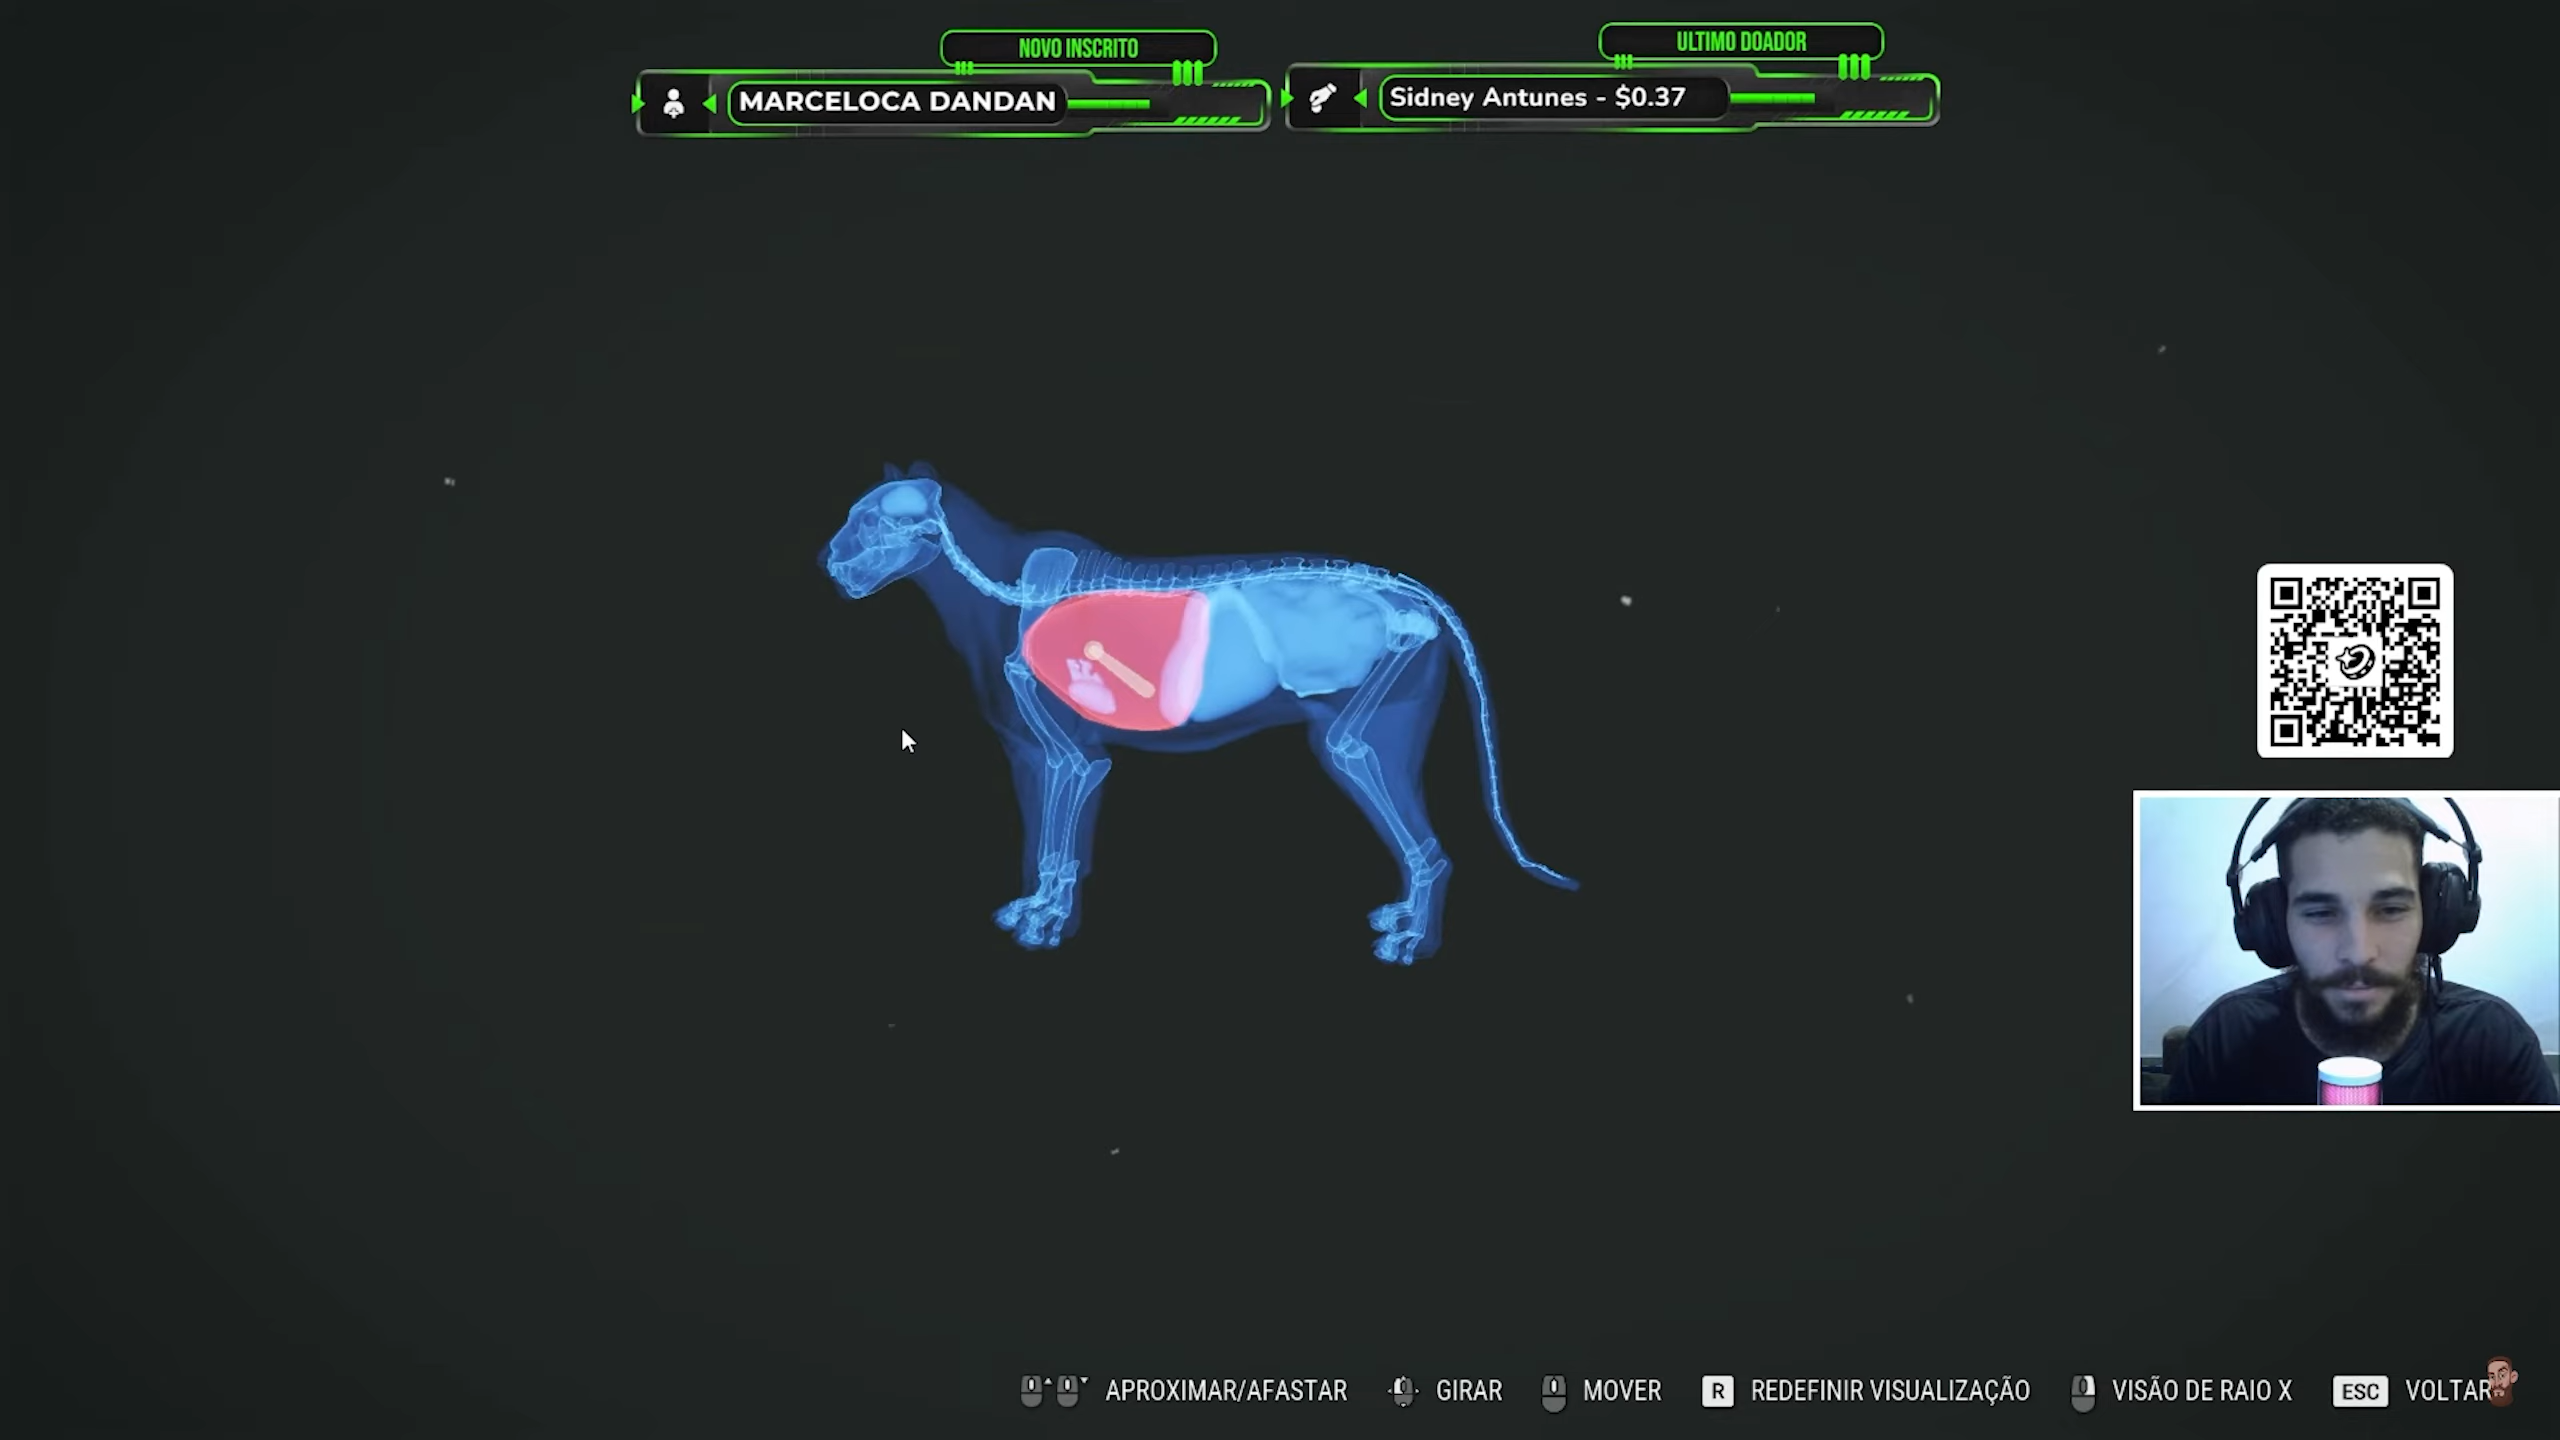 NOVO INSCRITO
MARCELOCA DANDAN
ULTIMO DOADOR
Sidney Antunes - $0.37
APROXIMAR/AFASTAR GIRAR MOVER R REDEFINIR VISUALIZAÇÃO VISÃO DE RAIO X ESC VOLTAR